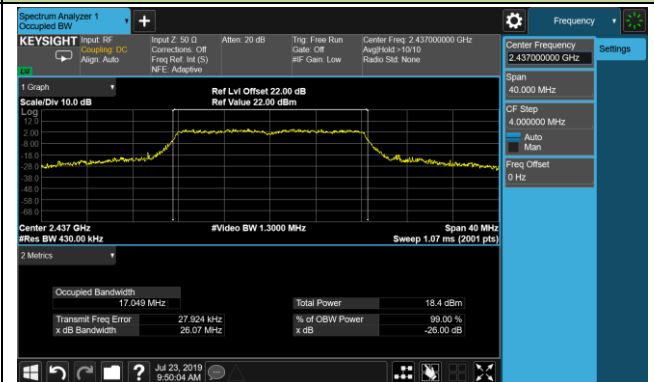 Spectrum Analyzer 1
Occupied BW
Frequency
KEYSIGHT
Input: RF
Coupling: DC
Align: Auto
Input Z: 50 Ω
Corrections: Off
Freq Ref: Int (S)
NFE: Adaptive
Atten: 20 dB
Trig: Free Run
Gate: Off
#IF Gain: Low
Center Freq: 2.437000000 GHz
Avg|Hold:>10/10
Radio Std: None
Center Frequency
2.437000000 GHz
Settings
Span
40.000 MHz
CF Step
4.000000 MHz
Auto
Man
Freq Offset
0 Hz
1 Graph
Scale/Div 10.0 dB
Ref Lvl Offset 22.00 dB
Ref Value 22.00 dBm
Log
12.0
2.00
-8.00
-18.0
-28.0
-38.0
-48.0
-58.0
-68.0
Center 2.437 GHz
#Video BW 1.3000 MHz
Span 40 MHz
#Res BW 430.00 kHz
Sweep 1.07 ms (2001 pts)
2 Metrics
Occupied Bandwidth
17.049 MHz
Total Power
18.4 dBm
Transmit Freq Error
27.924 kHz
% of OBW Power
99.00 %
x dB Bandwidth
26.07 MHz
x dB
-26.00 dB
?
Jul 23, 2019
9:50:04 AM